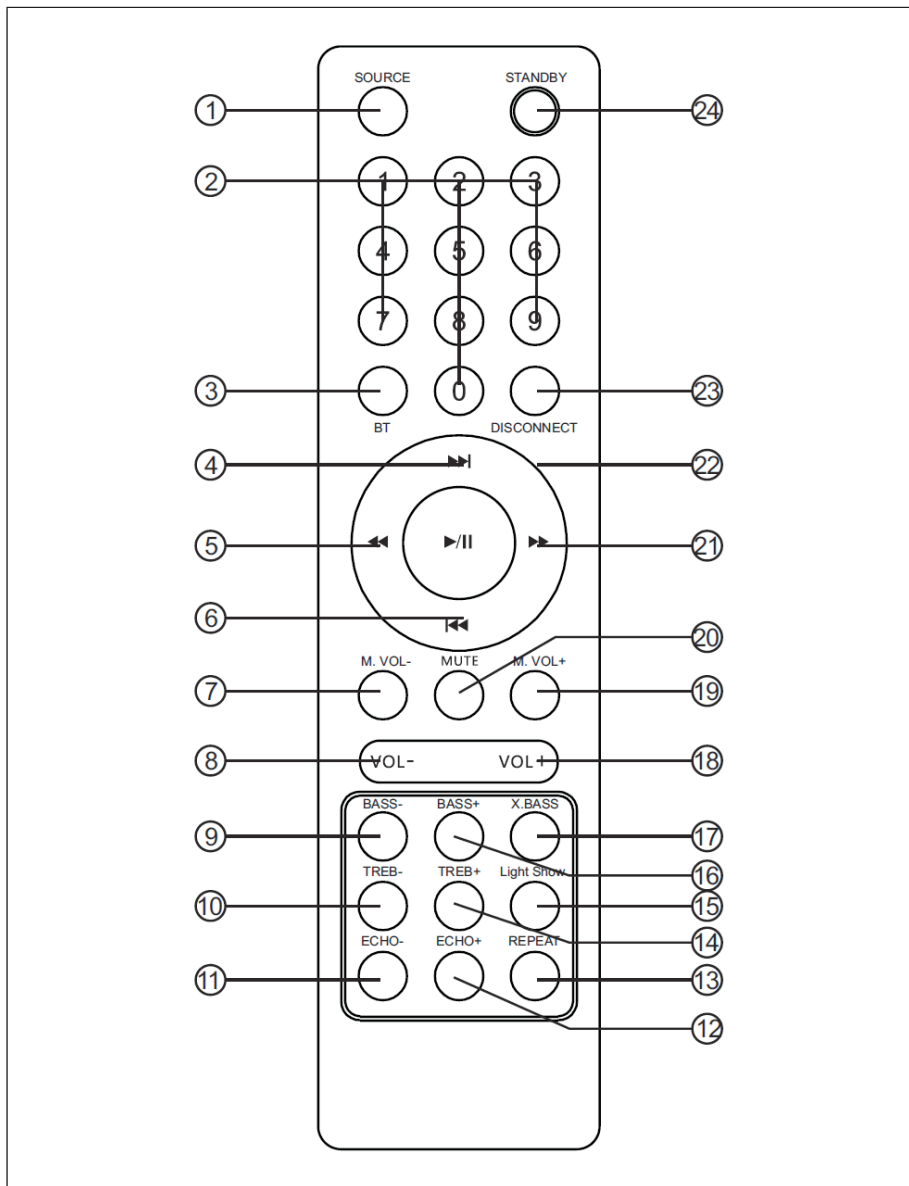 SOURCE STANDBY
1 24
2 1 2 3
4 5 6
7 8 9
3 0 23
BT DISCONNECT
4 ⏭ 22
5 ◀◀ ▶/II ▶▶ 21
6 ⏮
20
M. VOL- MUTE M. VOL+
7 19
8 VOL- VOL+ 18
BASS- BASS+ X.BASS
9 17
TREB- TREB+ Light Show 16
10 15
ECHO- ECHO+ REPEAT 14
11 13
12